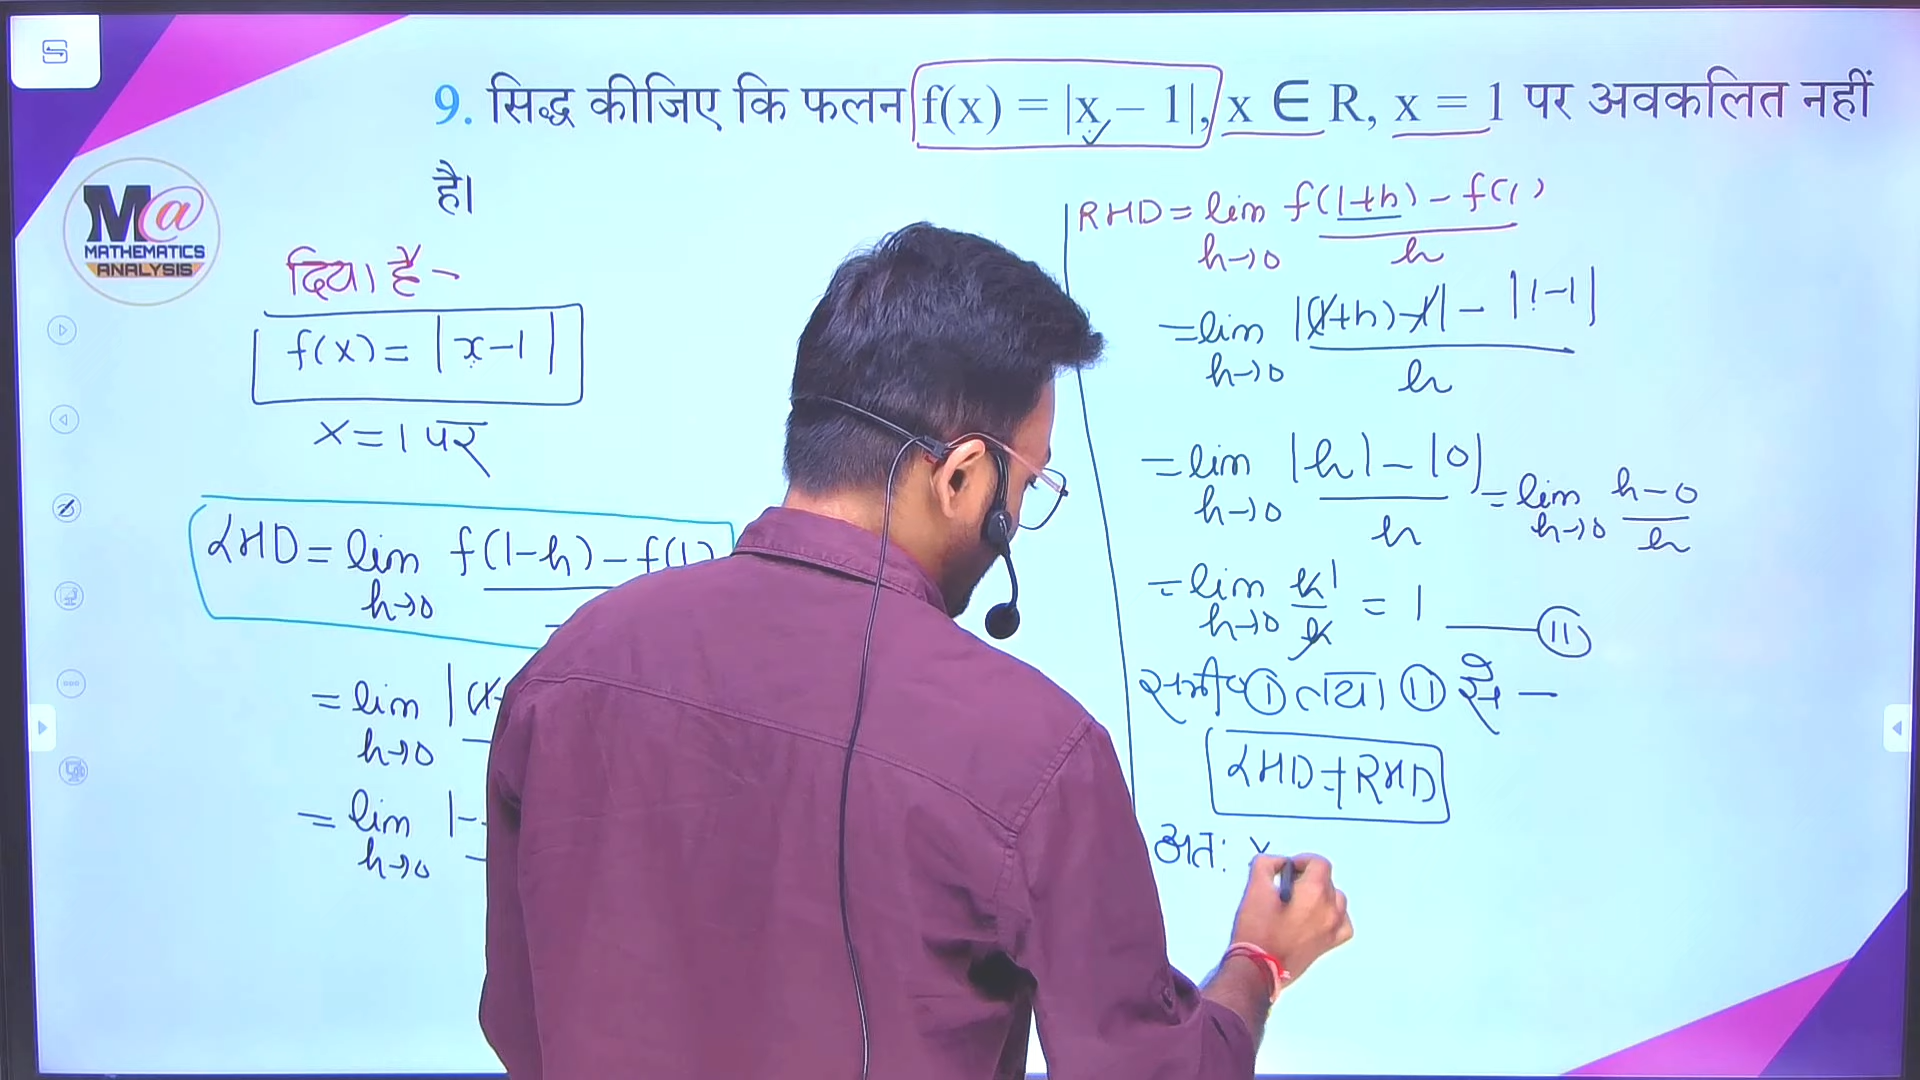 9. सिद्ध कीजिए कि फलन f(x) = |x – 1|, x ∈ R, x = 1 पर अवकलित नहीं
है।
M@
MATHEMATICS
ANALYSIS
दिया है -
f(x) = |x-1|
x = 1 पर
LHD = lim f(1-h) - f(1)
h→0
= lim |(1
h→0
= lim |-
h→0
RHD = lim f(1+h) - f(1)
h→0 h
= lim |(1+h)-1| - |1-1|
h→0 h
= lim |h| - |0| = lim h-0
h→0 h h→0 h
= lim h 1 = 1 (II)
h→0 h
समी० (I) तथा (II) से -
LHD ≠ RHD
अत: x